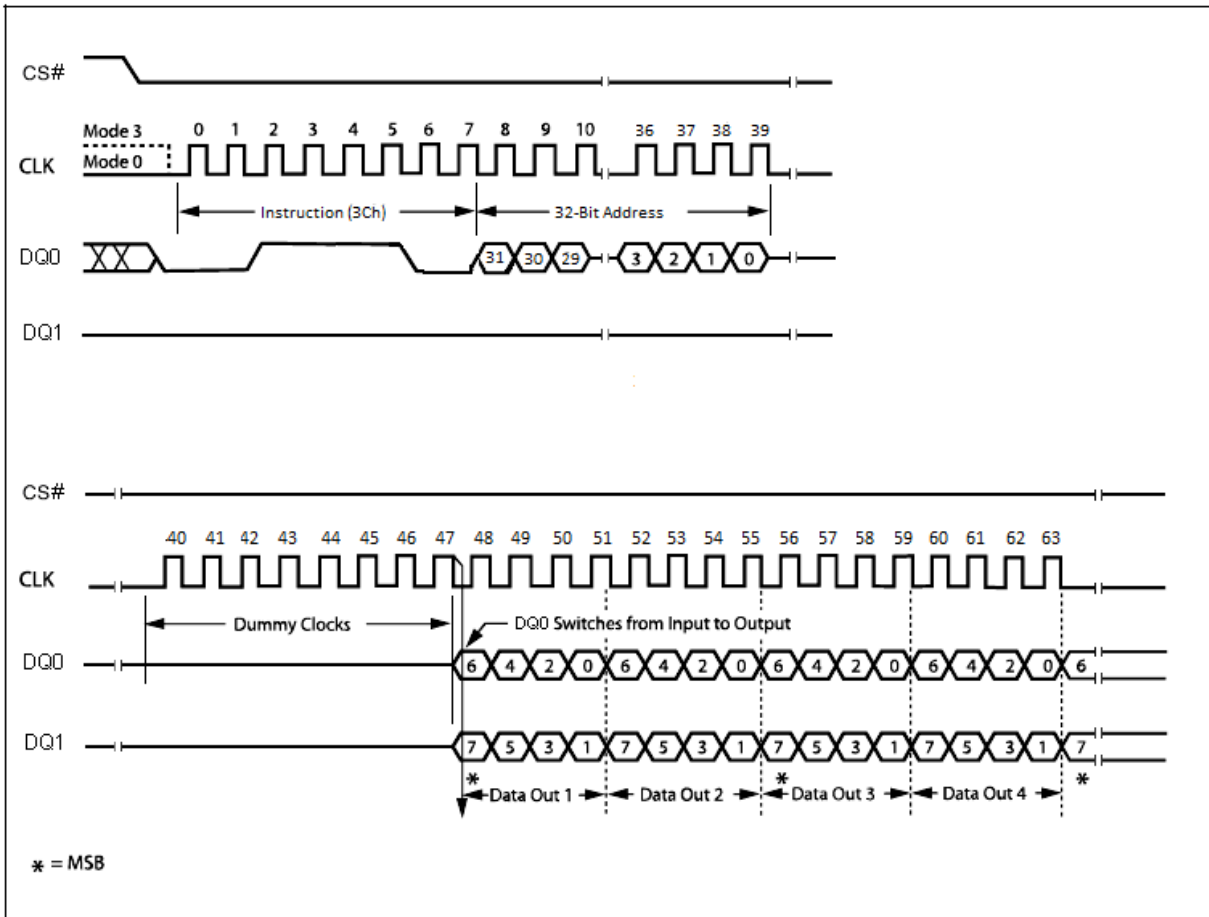 CS#
Mode 3
0 1 2 3 4 5 6 7 8 9 10 36 37 38 39
Mode 0
CLK
Instruction (3Ch) 32-Bit Address
DQ0 31 30 29 3 2 1 0
DQ1
CS#
40 41 42 43 44 45 46 47 48 49 50 51 52 53 54 55 56 57 58 59 60 61 62 63
CLK
Dummy Clocks DQ0 Switches from Input to Output
DQ0 6 4 2 0 6 4 2 0 6 4 2 0 6 4 2 0 6
DQ1 7 5 3 1 7 5 3 1 7 5 3 1 7 5 3 1 7
* * *
Data Out 1 Data Out 2 Data Out 3 Data Out 4
* = MSB